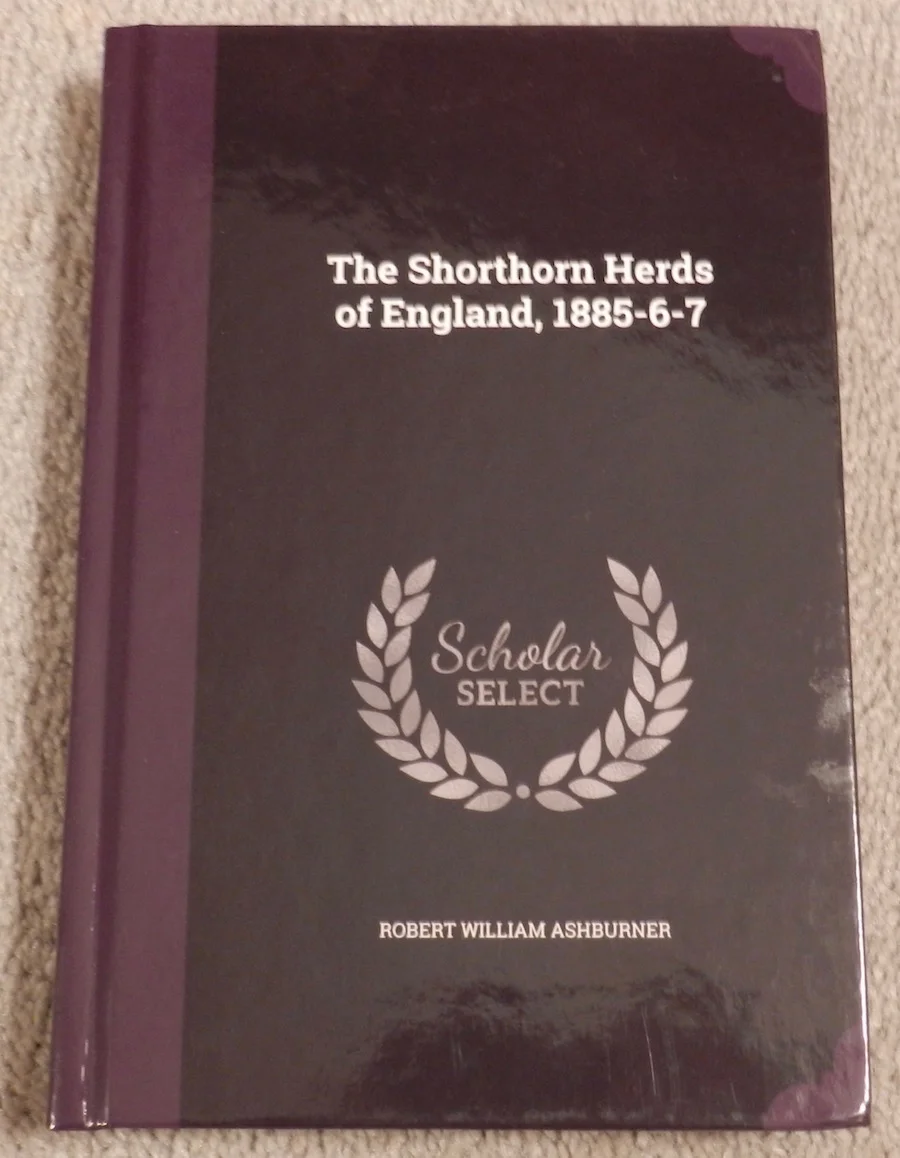 The Shorthorn Herds
of England, 1885-6-7
Scholar
SELECT
ROBERT WILLIAM ASHBURNER